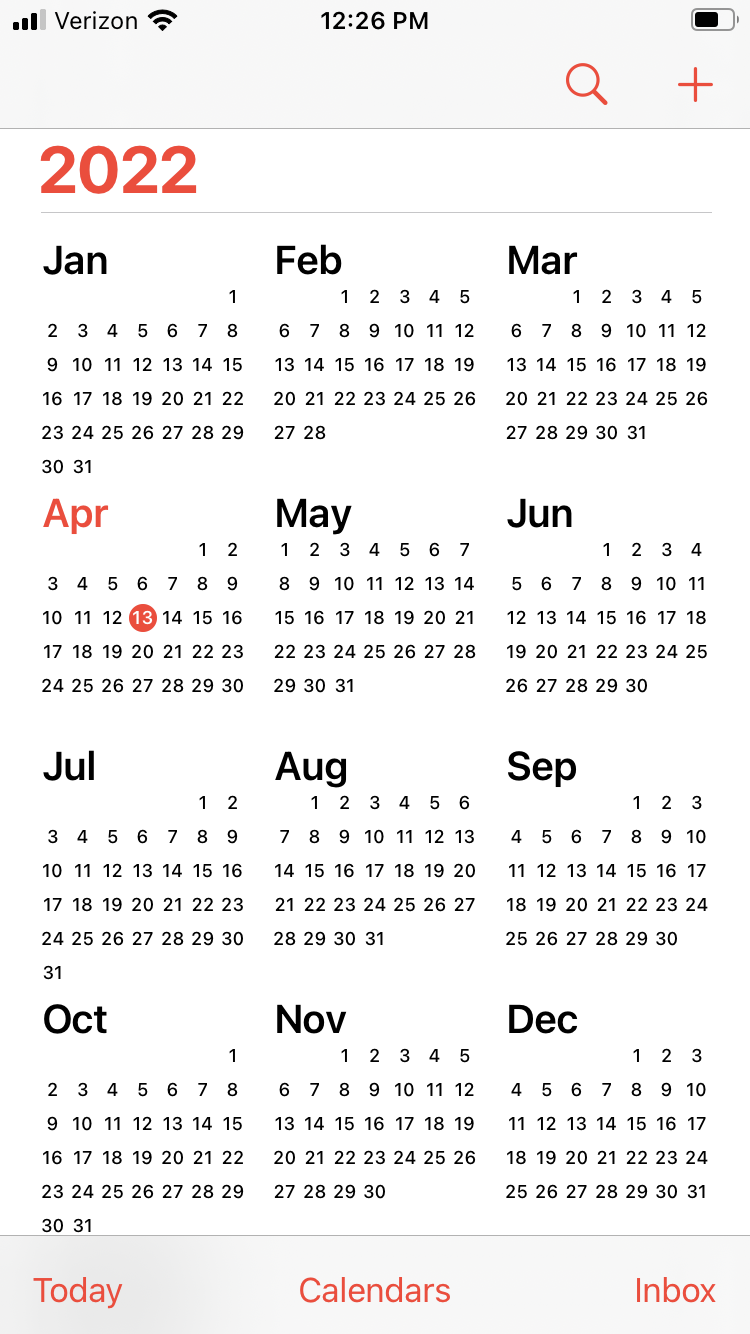 Verizon 12:26 PM
2022
Jan Feb Mar
1 1 2 3 4 5 1 2 3 4 5
2 3 4 5 6 7 8 6 7 8 9 10 11 12 6 7 8 9 10 11 12
9 10 11 12 13 14 15 13 14 15 16 17 18 19 13 14 15 16 17 18 19
16 17 18 19 20 21 22 20 21 22 23 24 25 26 20 21 22 23 24 25 26
23 24 25 26 27 28 29 27 28 27 28 29 30 31
30 31
Apr May Jun
1 2 1 2 3 4 5 6 7 1 2 3 4
3 4 5 6 7 8 9 8 9 10 11 12 13 14 5 6 7 8 9 10 11
10 11 12 13 14 15 16 15 16 17 18 19 20 21 12 13 14 15 16 17 18
17 18 19 20 21 22 23 22 23 24 25 26 27 28 19 20 21 22 23 24 25
24 25 26 27 28 29 30 29 30 31 26 27 28 29 30
Jul Aug Sep
1 2 1 2 3 4 5 6 1 2 3
3 4 5 6 7 8 9 7 8 9 10 11 12 13 4 5 6 7 8 9 10
10 11 12 13 14 15 16 14 15 16 17 18 19 20 11 12 13 14 15 16 17
17 18 19 20 21 22 23 21 22 23 24 25 26 27 18 19 20 21 22 23 24
24 25 26 27 28 29 30 28 29 30 31 25 26 27 28 29 30
31
Oct Nov Dec
1 1 2 3 4 5 1 2 3
2 3 4 5 6 7 8 6 7 8 9 10 11 12 4 5 6 7 8 9 10
9 10 11 12 13 14 15 13 14 15 16 17 18 19 11 12 13 14 15 16 17
16 17 18 19 20 21 22 20 21 22 23 24 25 26 18 19 20 21 22 23 24
23 24 25 26 27 28 29 27 28 29 30 25 26 27 28 29 30 31
30 31
Today Calendars Inbox